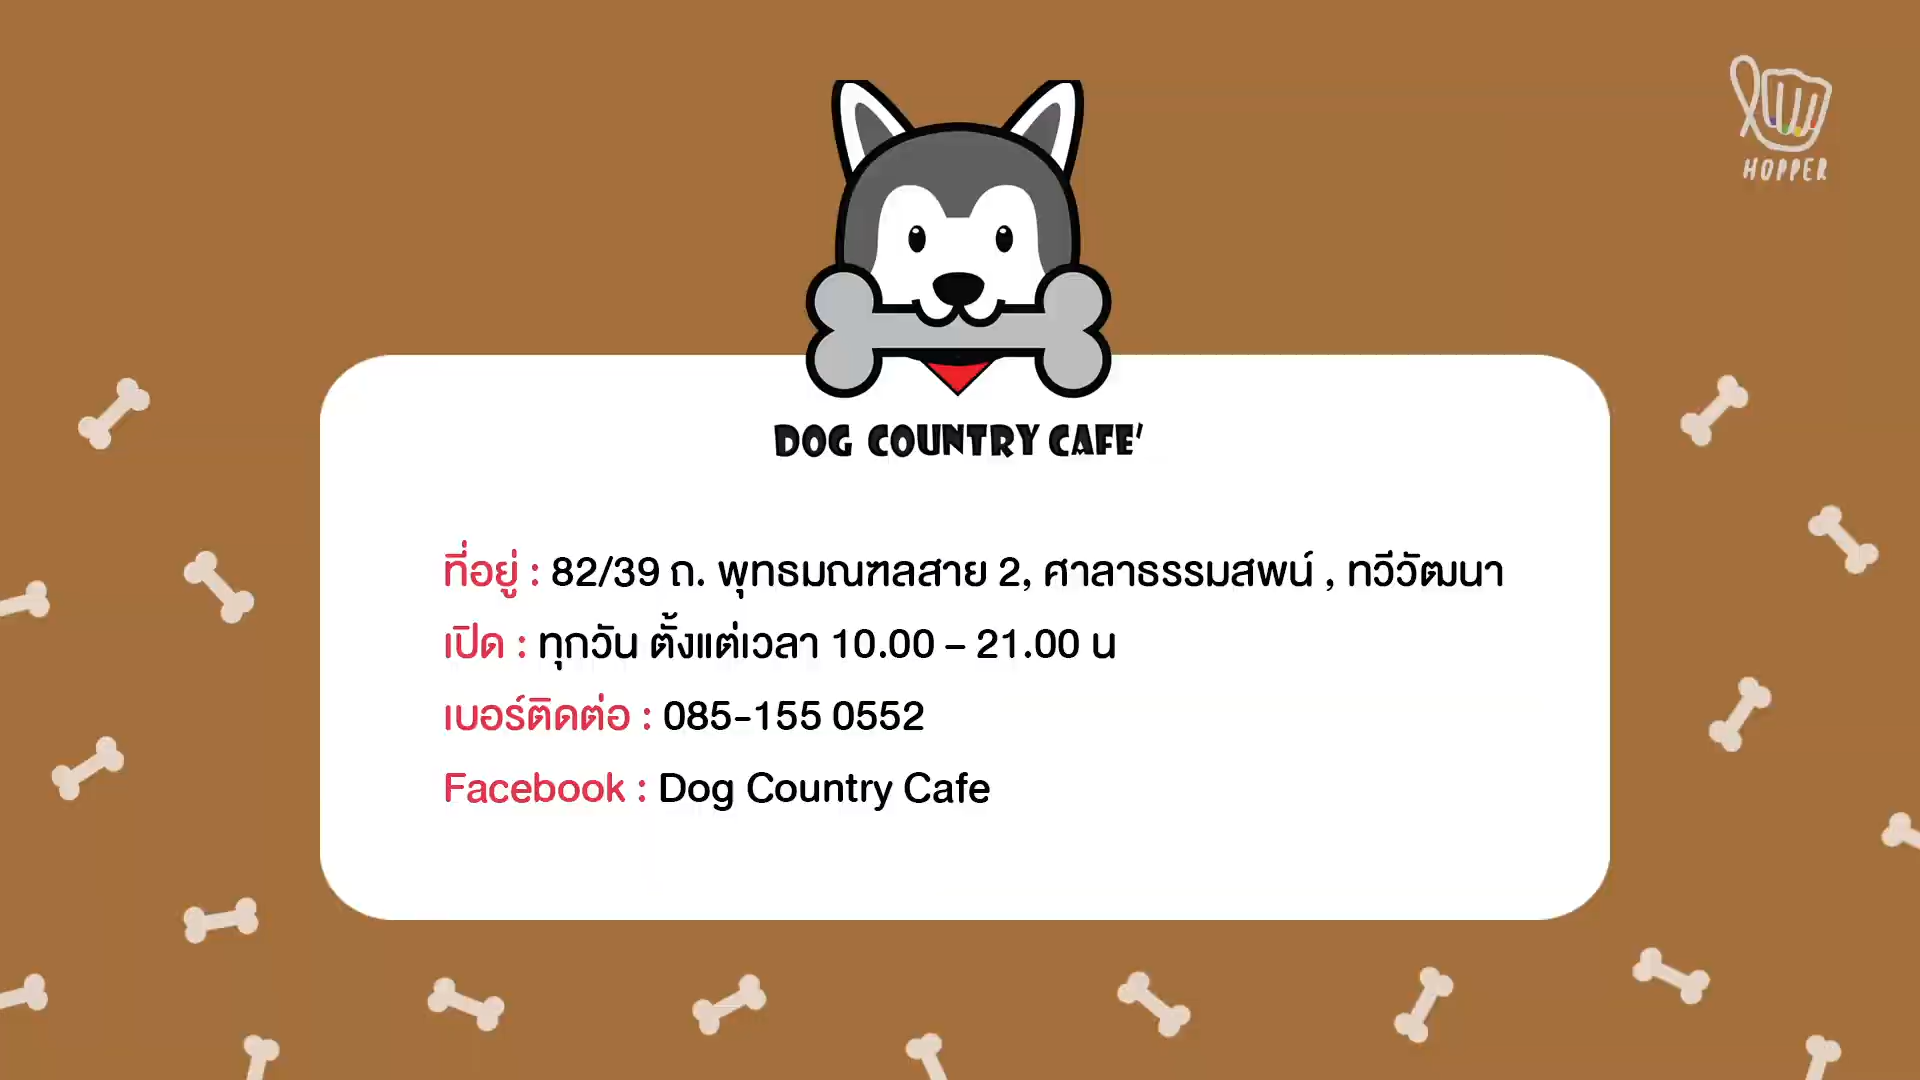 HOPPER
DOG COUNTRY CAFE'
ที่อยู่ : 82/39 ถ. พุทธมณฑลสาย 2, ศาลาธรรมสพน์ , ทวีวัฒนา
เปิด : ทุกวัน ตั้งแต่เวลา 10.00 – 21.00 น
เบอร์ติดต่อ : 085-155 0552
Facebook : Dog Country Cafe